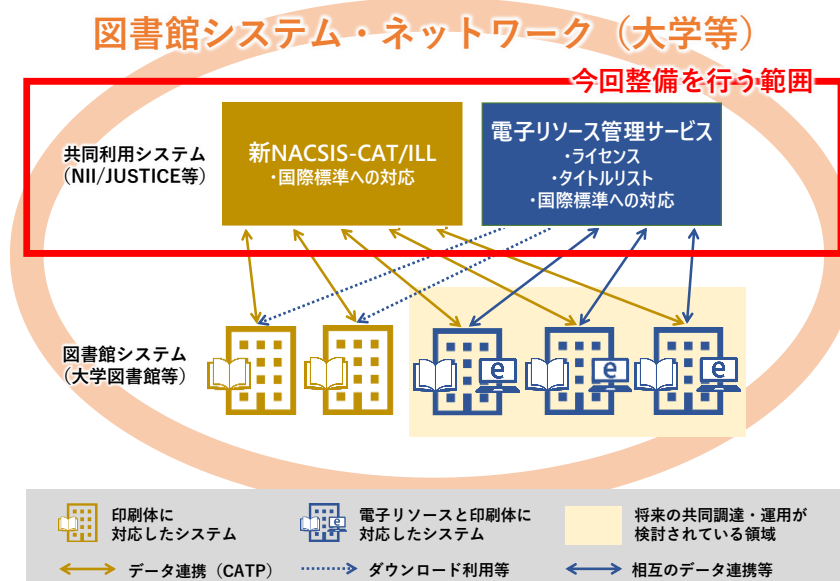 図書館システム・ネットワーク（大学等）
今回整備を行う範囲
共同利用システム
（NII/JUSTICE等）
新NACSIS-CAT/ILL
・国際標準への対応
電子リソース管理サービス
・ライセンス
・タイトルリスト
・国際標準への対応
図書館システム
（大学図書館等）
e
e
e
印刷体に
対応したシステム
e
電子リソースと印刷体に
対応したシステム
将来の共同調達・運用が
検討されている領域
データ連携（CATP）
ダウンロード利用等
相互のデータ連携等